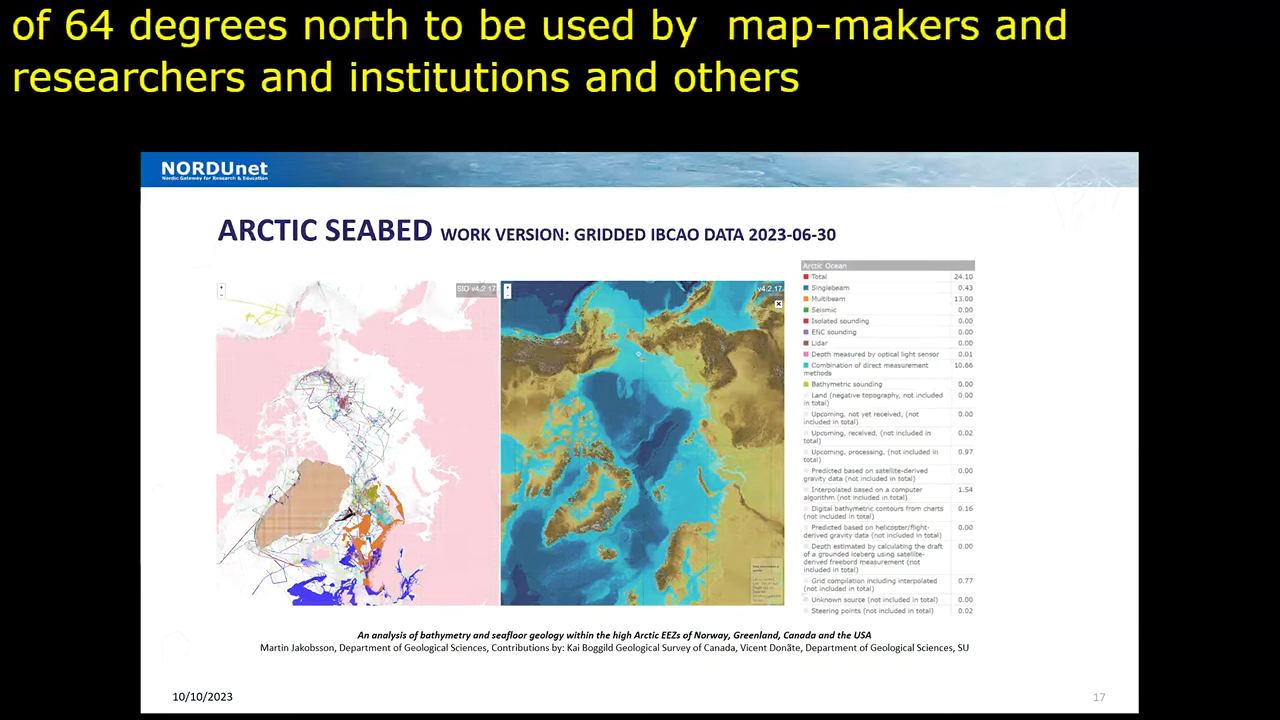 of 64 degrees north to be used by  map-makers and
researchers and institutions and others
NORDUnet
Nordic Gateway for Research & Education
ARCTIC SEABED WORK VERSION: GRIDDED IBCAO DATA 2023-06-30
SID v4.2.17
v4.2.17
Arctic Ocean
Total 24.10
Singlebeam 0.43
Multibeam 13.00
Seismic 0.00
Isolated sounding 0.00
ENC sounding 0.00
Lidar 0.00
Depth measured by optical light sensor 0.01
Combination of direct measurement 10.66
methods
Bathymetric sounding 0.00
Land (negative topography, not included 0.00
in total)
Upcoming, not yet received, (not 0.00
included in total)
Upcoming, received, (not included in 0.02
total)
Upcoming, processing, (not included in 0.97
total)
Predicted based on satellite-derived 0.00
gravity data (not included in total)
Interpolated based on a computer 1.54
algorithm (not included in total)
Digital bathymetric contours from charts 0.16
(not included in total)
Predicted based on helicopter/flight- 0.00
derived gravity data (not included in total)
Depth estimated by calculating the draft 0.00
of a grounded iceberg using satellite-
derived freebord measurement (not
included in total)
Grid compilation including interpolated 0.77
(not included in total)
Unknown source (not included in total) 0.00
Steering points (not included in total) 0.02
An analysis of bathymetry and seafloor geology within the high Arctic EEZs of Norway, Greenland, Canada and the USA
Martin Jakobsson, Department of Geological Sciences, Contributions by: Kai Boggild Geological Survey of Canada, Vicent Donãte, Department of Geological Sciences, SU
10/10/2023
17